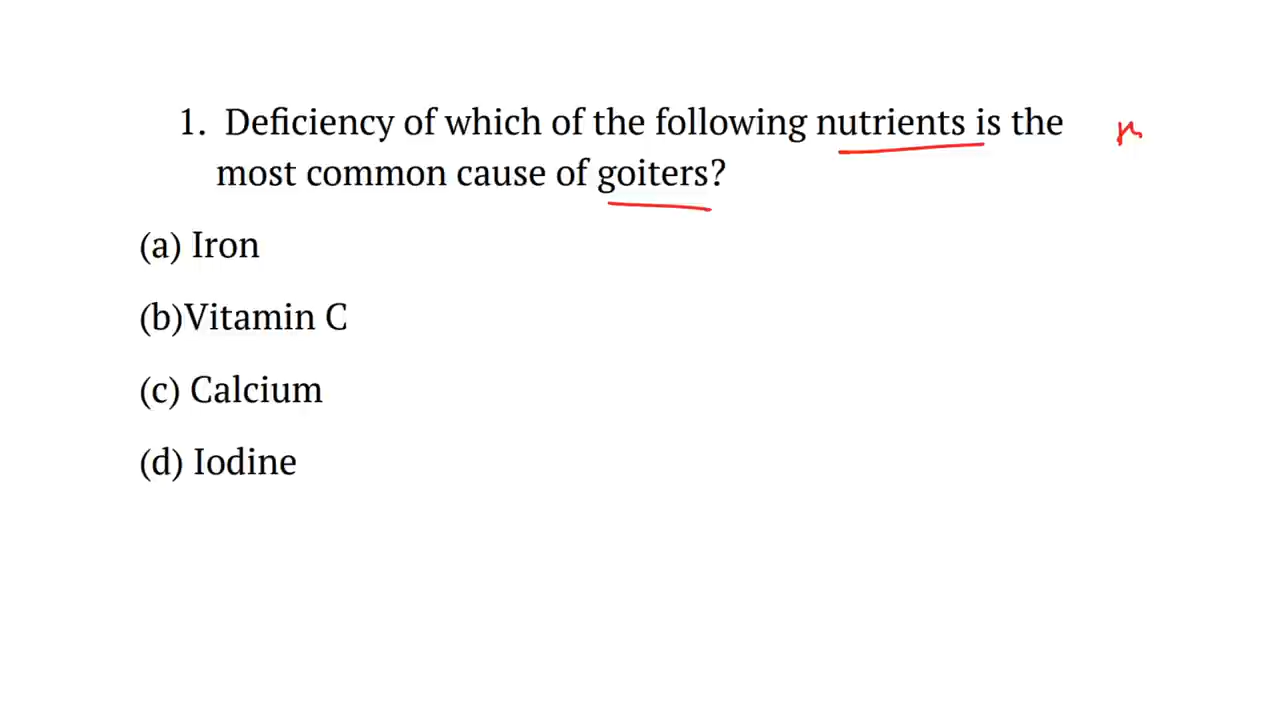 1. Deficiency of which of the following nutrients is the
most common cause of goiters?
(a) Iron
(b)Vitamin C
(c) Calcium
(d) Iodine